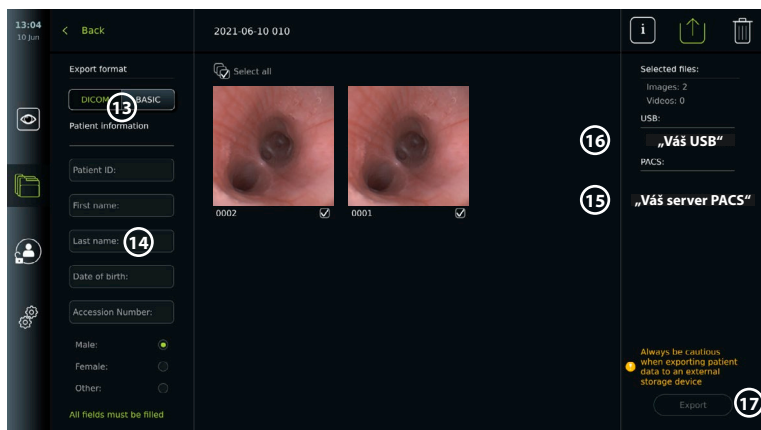 13:04
10 Jun
Back
2021-06-10 010
i
Export format
DICOM BASIC
13
Patient information
Patient ID:
First name:
Last name:
14
Date of birth:
Accession Number:
Male:
Female:
Other:
All fields must be filled
Select all
0002
0001
Selected files:
Images: 2
Videos: 0
USB:
16
„Váš USB“
PACS:
15
„Váš server PACS“
Always be cautious
when exporting patient
data to an external
storage device
Export
17